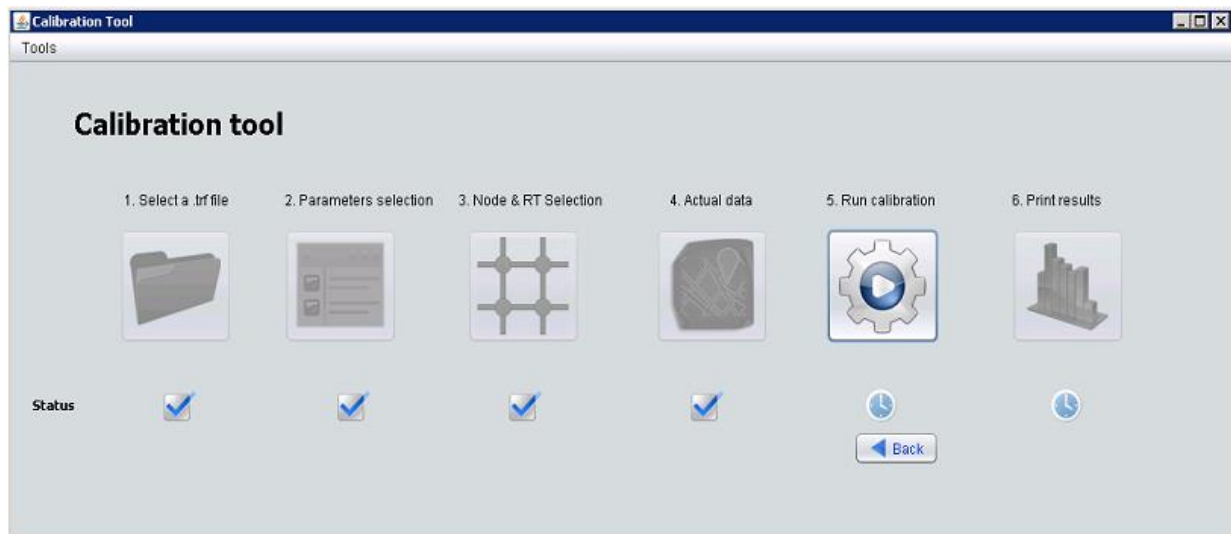 Calibration Tool
Tools
Calibration tool
1. Select a .trf file
2. Parameters selection
3. Node & RT Selection
4. Actual data
5. Run calibration
6. Print results
Status
Back